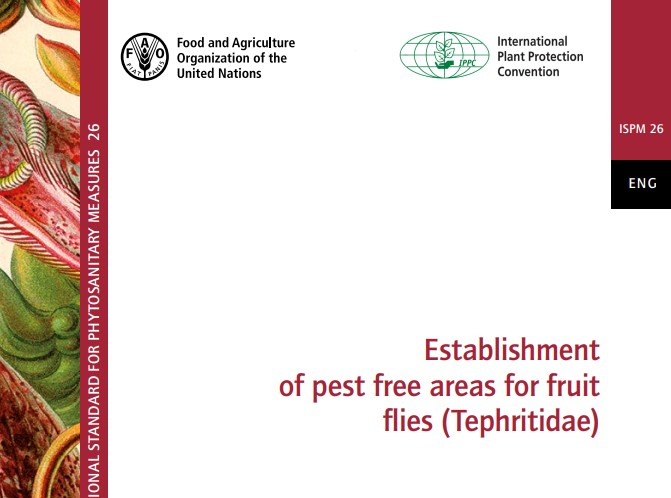 Food and Agriculture
Organization of the
United Nations
F A O
FIAT PANIS
International
Plant Protection
Convention
IPPC
ISPM 26
ENG
IONAL STANDARD FOR PHYTOSANITARY MEASURES 26
Establishment
of pest free areas for fruit
flies (Tephritidae)